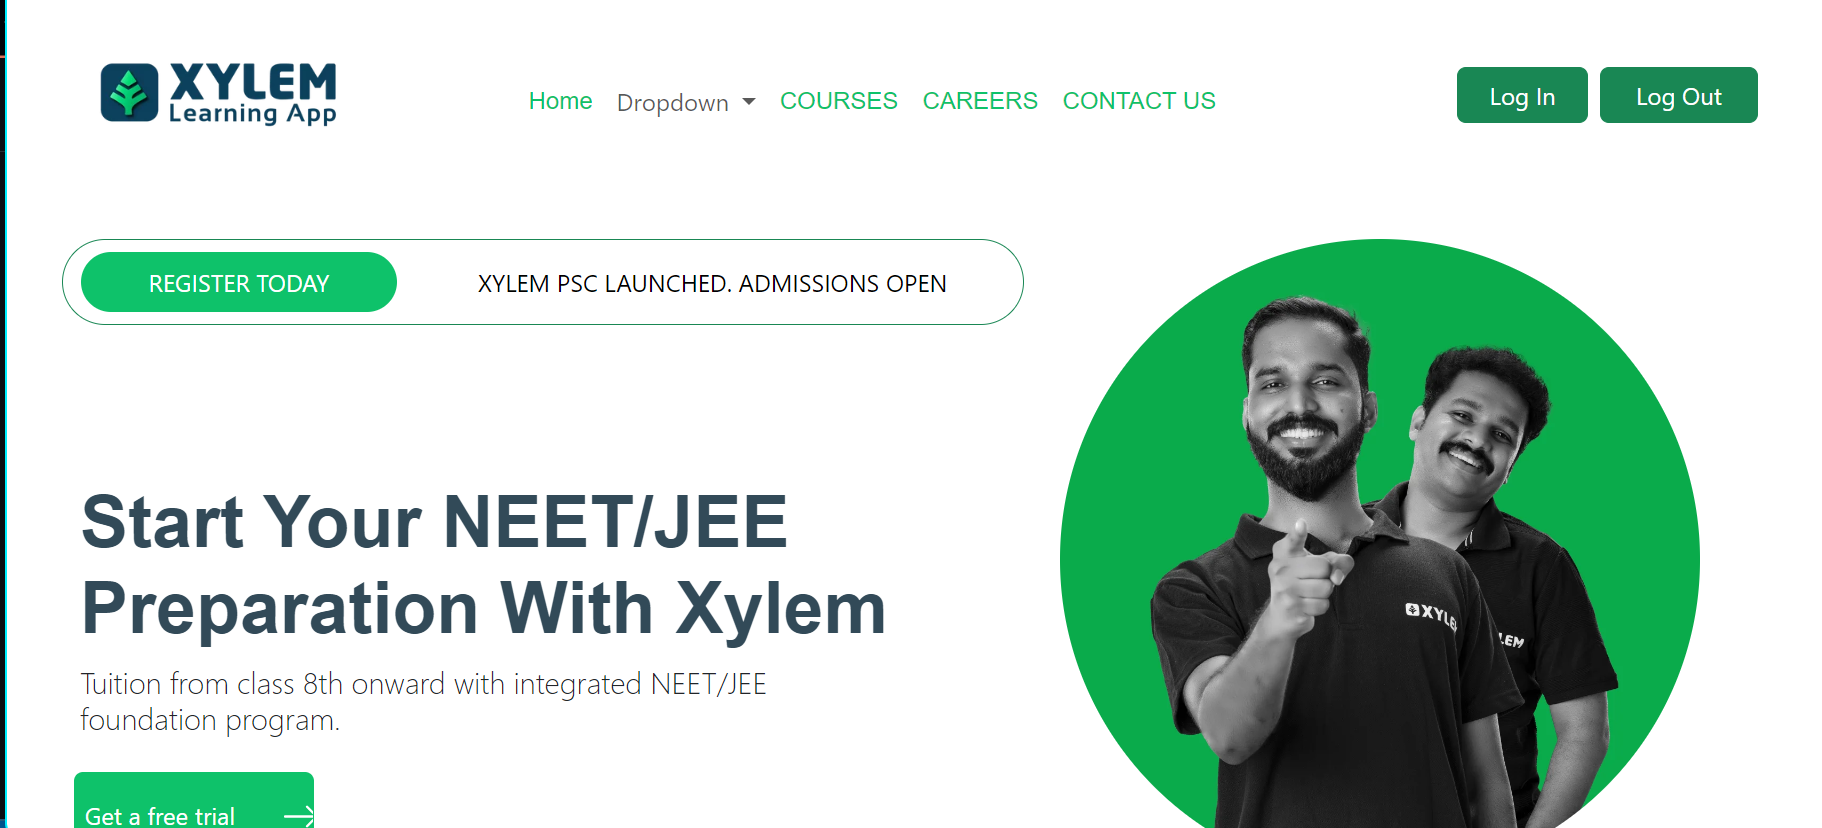 XYLEM
Learning App
Home Dropdown COURSES CAREERS CONTACT US
Log In Log Out
REGISTER TODAY XYLEM PSC LAUNCHED. ADMISSIONS OPEN
Start Your NEET/JEE
Preparation With Xylem
Tuition from class 8th onward with integrated NEET/JEE
foundation program.
Get a free trial
XYLEM
LEM